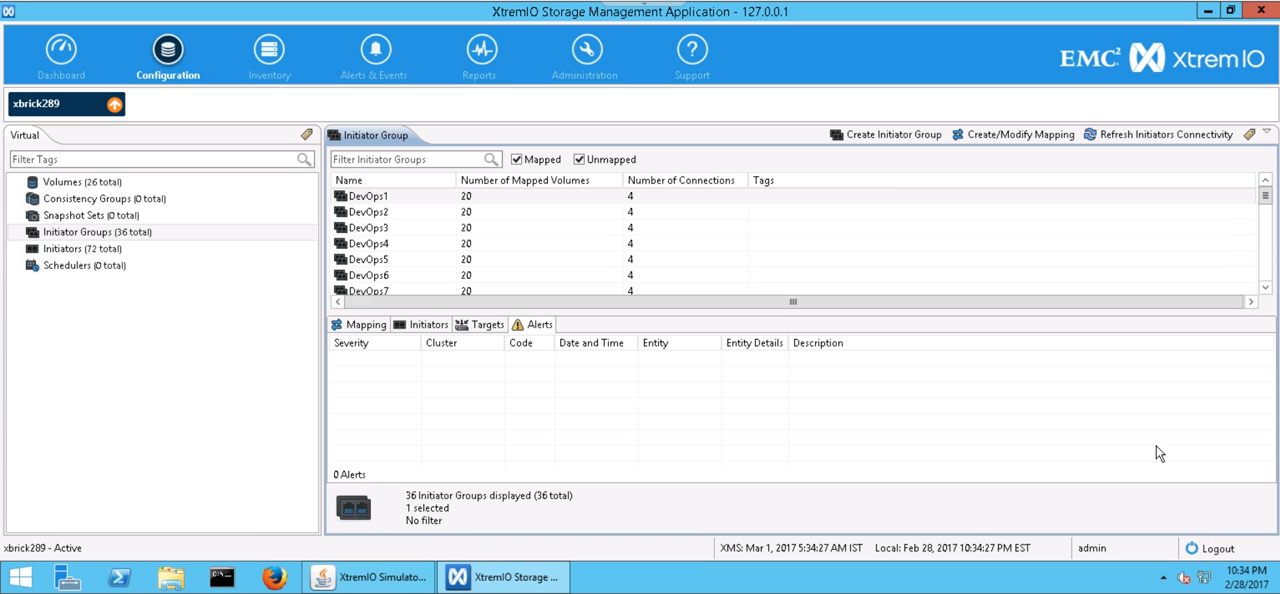 XtremIO Storage Management Application - 127.0.0.1
Dashboard
Configuration
Inventory
Alerts & Events
Reports
Administration
Support
EMC² XtremIO
xbrick289
Virtual
Filter Tags
Volumes (26 total)
Consistency Groups (0 total)
Snapshot Sets (0 total)
Initiator Groups (36 total)
Initiators (72 total)
Schedulers (0 total)
Initiator Group
Create Initiator Group
Create/Modify Mapping
Refresh Initiators Connectivity
Filter Initiator Groups
Mapped
Unmapped
Name Number of Mapped Volumes Number of Connections Tags
DevOps1 20 4
DevOps2 20 4
DevOps3 20 4
DevOps4 20 4
DevOps5 20 4
DevOps6 20 4
DevOps7 20 4
Mapping Initiators Targets Alerts
Severity Cluster Code Date and Time Entity Entity Details Description
0 Alerts
36 Initiator Groups displayed (36 total)
1 selected
No filter
xbrick289 - Active
XMS: Mar 1, 2017 5:34:27 AM IST Local: Feb 28, 2017 10:34:27 PM EST
admin
Logout
XtremIO Simulato...
XtremIO Storage ...
10:34 PM
2/28/2017